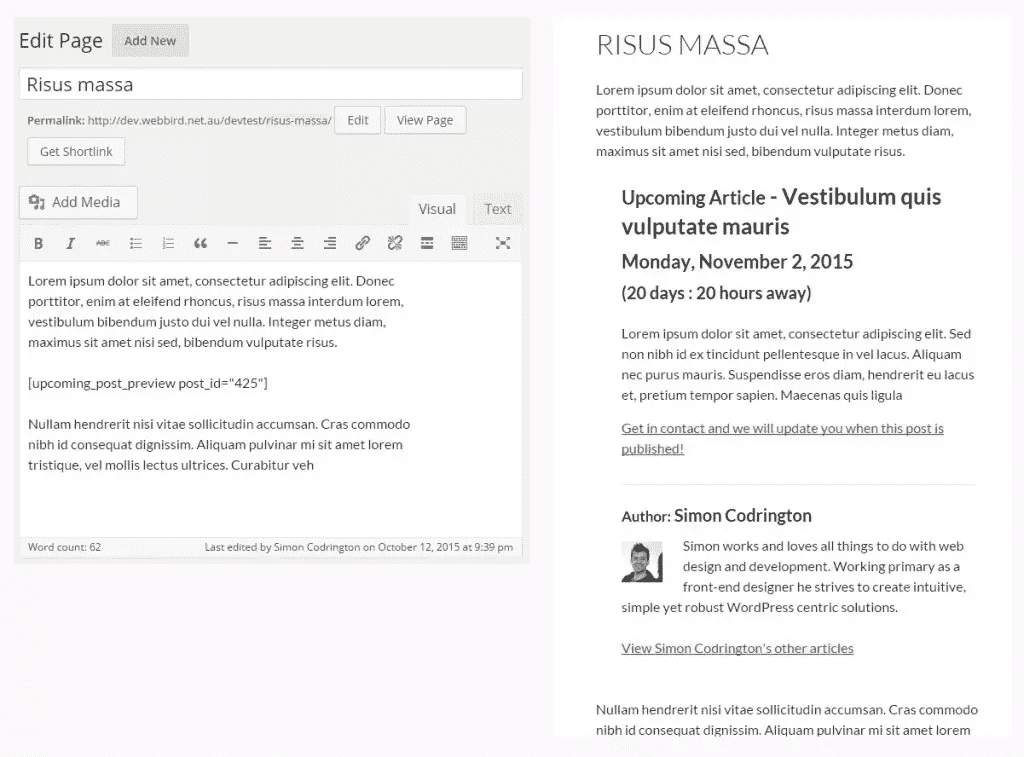 Edit Page Add New
Risus massa
Permalink: http://dev.webbird.net.au/devtest/risus-massa/ Edit View Page
Get Shortlink
Add Media
Visual Text
B I ABC
Lorem ipsum dolor sit amet, consectetur adipiscing elit. Donec
porttitor, enim at eleifend rhoncus, risus massa interdum lorem,
vestibulum bibendum justo dui vel nulla. Integer metus diam,
maximus sit amet nisi sed, bibendum vulputate risus.
[upcoming_post_preview post_id="425"]
Nullam hendrerit nisi vitae sollicitudin accumsan. Cras commodo
nibh id consequat dignissim. Aliquam pulvinar mi sit amet lorem
tristique, vel mollis lectus ultrices. Curabitur veh
Word count: 62 Last edited by Simon Codrington on October 12, 2015 at 9:39 pm
RISUS MASSA
Lorem ipsum dolor sit amet, consectetur adipiscing elit. Donec
porttitor, enim at eleifend rhoncus, risus massa interdum lorem,
vestibulum bibendum justo dui vel nulla. Integer metus diam,
maximus sit amet nisi sed, bibendum vulputate risus.
Upcoming Article - Vestibulum quis
vulputate mauris
Monday, November 2, 2015
(20 days : 20 hours away)
Lorem ipsum dolor sit amet, consectetur adipiscing elit. Sed
non nibh id ex tincidunt pellentesque in vel lacus. Aliquam
nec purus mauris. Suspendisse eros diam, hendrerit eu lacus
et, pretium tempor sapien. Maecenas quis ligula
Get in contact and we will update you when this post is
published!
Author: Simon Codrington
Simon works and loves all things to do with web
design and development. Working primary as a
front-end designer he strives to create intuitive,
simple yet robust WordPress centric solutions.
View Simon Codrington's other articles
Nullam hendrerit nisi vitae sollicitudin accumsan. Cras commodo
nibh id consequat dignissim. Aliquam pulvinar mi sit amet lorem